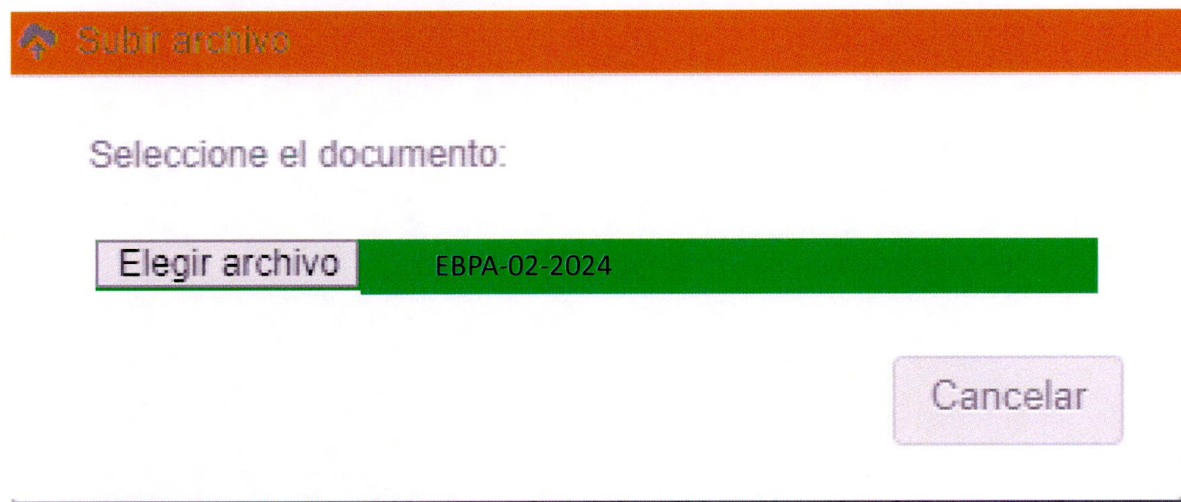 Subir archivo
Seleccione el documento:
Elegir archivo EBPA-02-2024
Cancelar